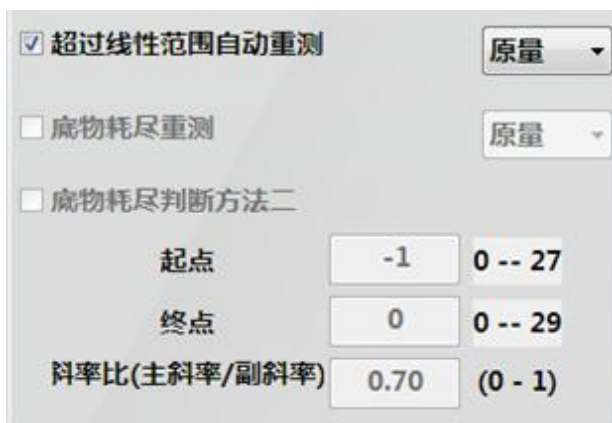 超过线性范围自动重测 原量
底物耗尽重测 原量
底物耗尽判断方法二
起点 -1 0 -- 27
终点 0 0 -- 29
斜率比(主斜率/副斜率) 0.70 (0 - 1)